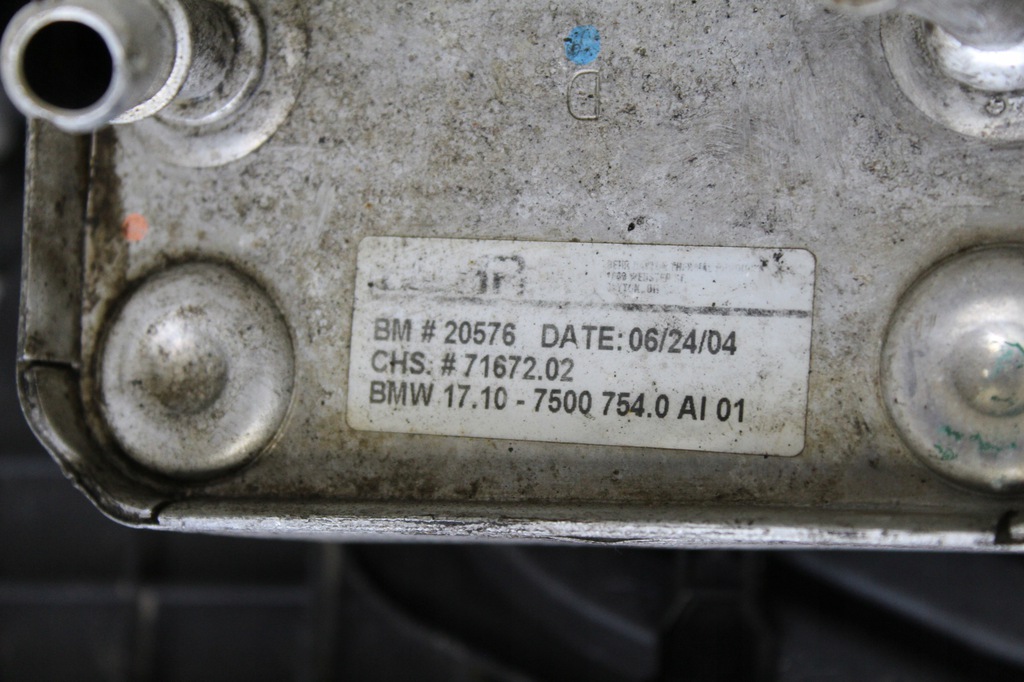 D
BM # 20576 DATE: 06/24/04
CHS. # 71672.02
BMW 17.10 - 7500 754.0 AI 01